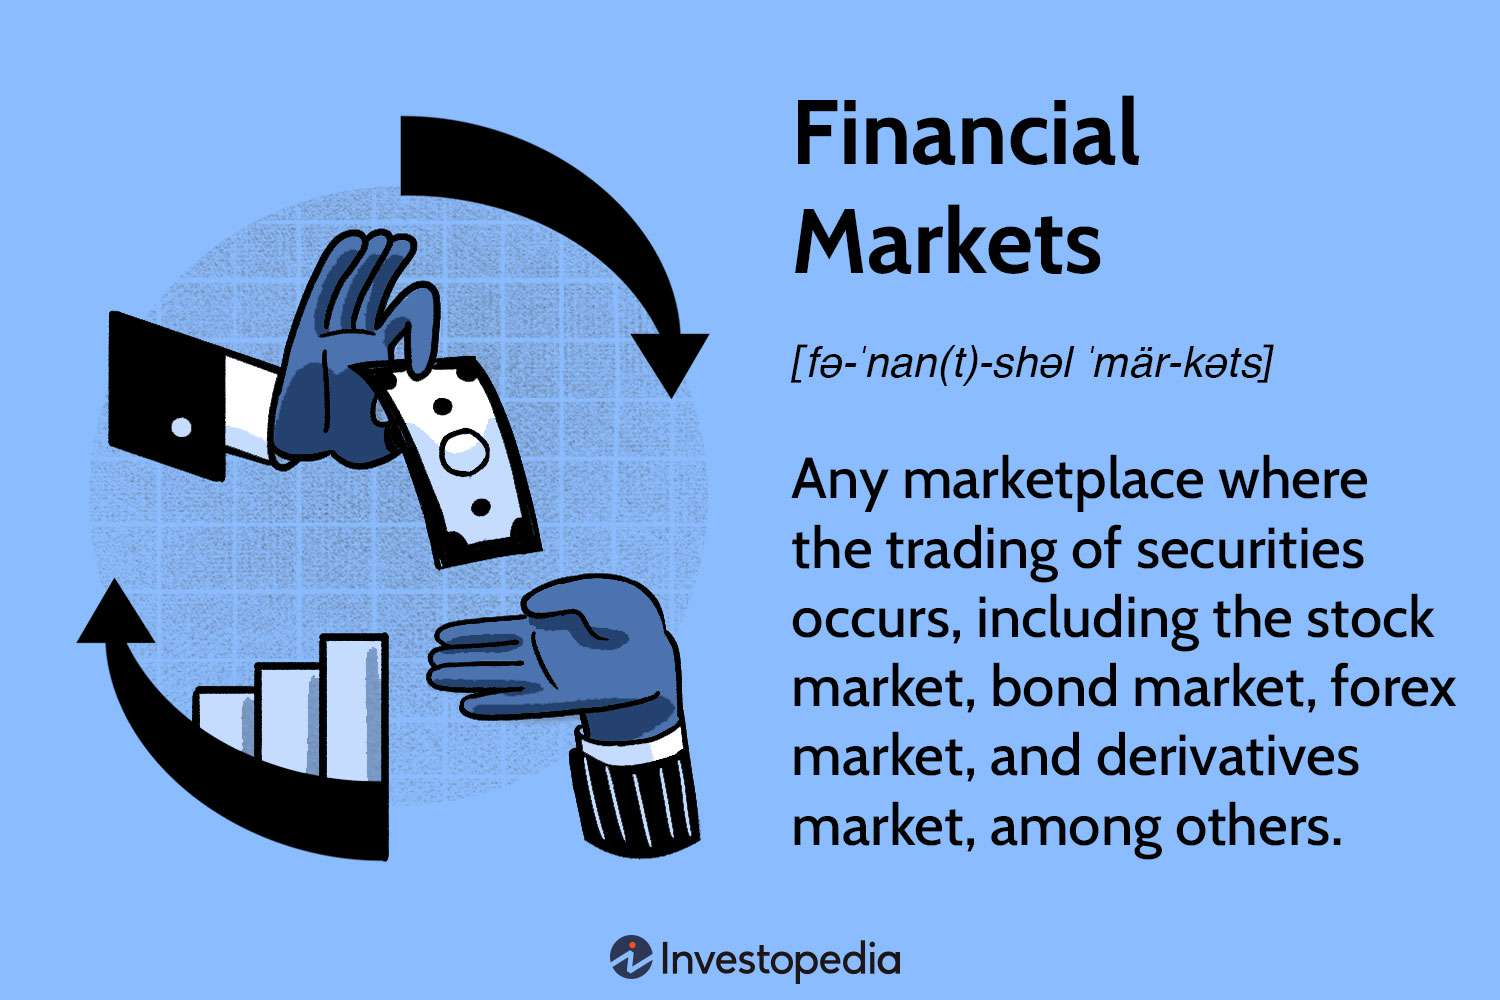 Financial
Markets
[fə-ˈnan(t)-shəl ˈmär-kəts]
Any marketplace where
the trading of securities
occurs, including the stock
market, bond market, forex
market, and derivatives
market, among others.
Investopedia